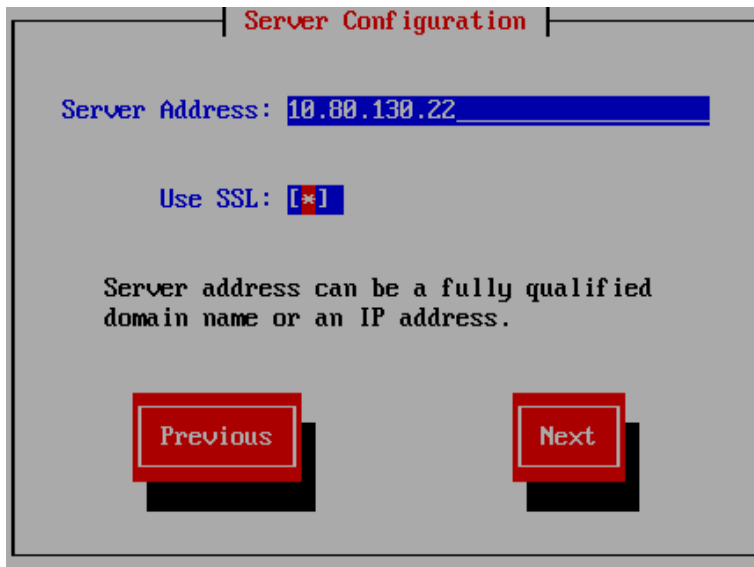 Server Configuration
Server Address: 10.80.130.22
Use SSL: [*]
Server address can be a fully qualified
domain name or an IP address.
Previous
Next